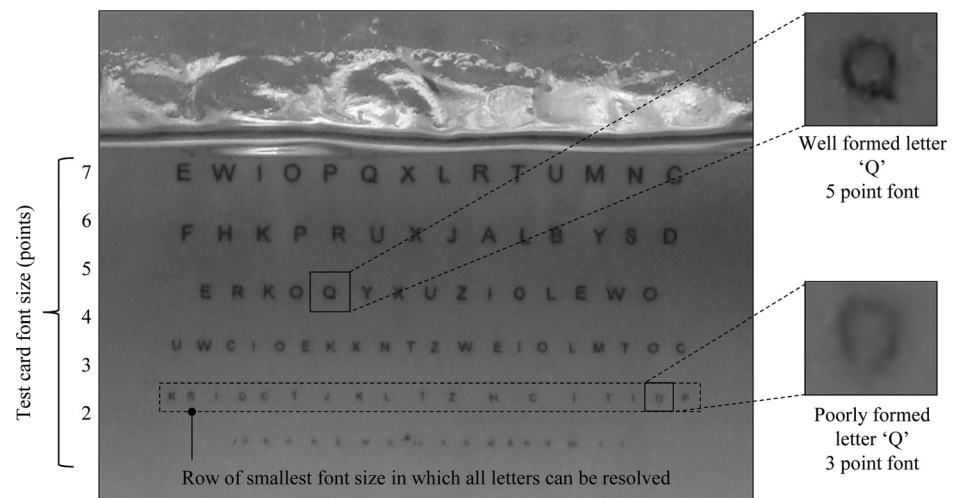 7 E W I O P Q X L R T U M N C
6 F H K P R U X J A L B Y S D
5 E R K O Q Y X U Z I O L E W O
4 U W C I O E K X N T Z W E I O L M T O C
3 K R I O C T J K L T Z N C I T I P
2
Test card font size (points)
Row of smallest font size in which all letters can be resolved
Well formed letter
‘Q’
5 point font
Poorly formed
letter ‘Q’
3 point font